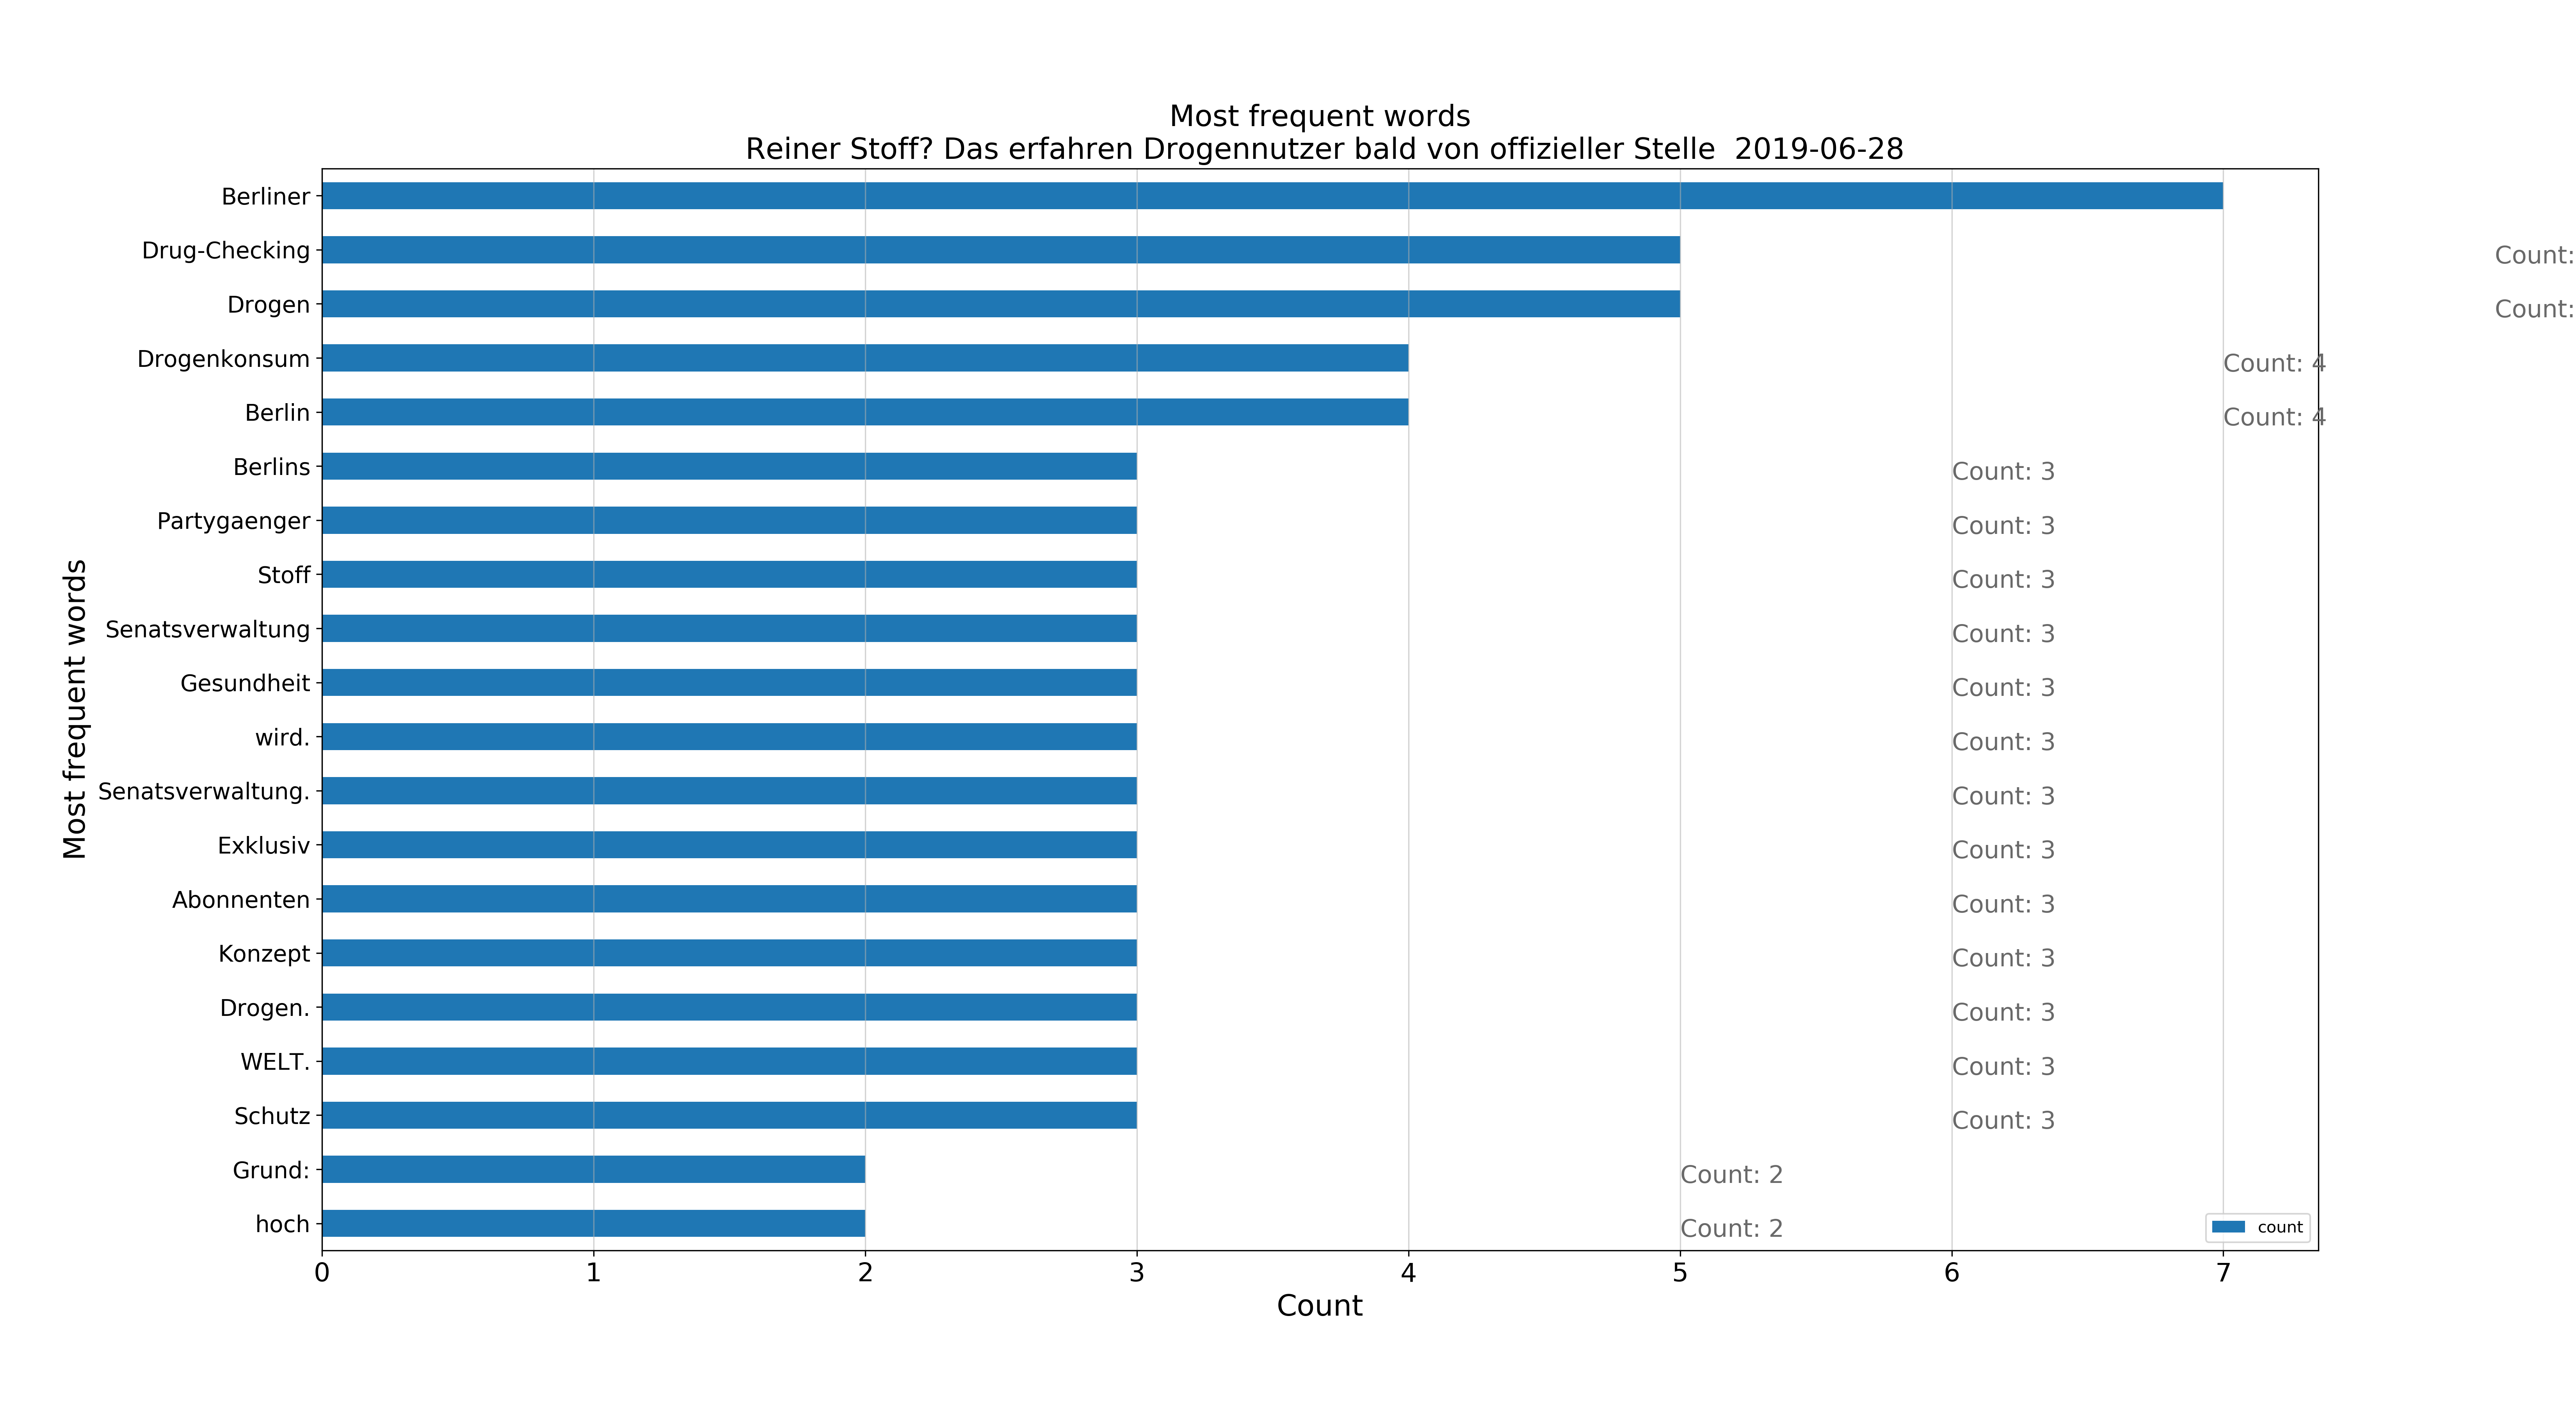 Most frequent words
Reiner Stoff? Das erfahren Drogennutzer bald von offizieller Stelle  2019-06-28
Most frequent words
Berliner
Drug-Checking Count:
Drogen Count:
Drogenkonsum Count: 4
Berlin Count: 4
Berlins Count: 3
Partygaenger Count: 3
Stoff Count: 3
Senatsverwaltung Count: 3
Gesundheit Count: 3
wird. Count: 3
Senatsverwaltung. Count: 3
Exklusiv Count: 3
Abonnenten Count: 3
Konzept Count: 3
Drogen. Count: 3
WELT. Count: 3
Schutz Count: 3
Grund: Count: 2
hoch Count: 2
count
0 1 2 3 4 5 6 7
Count